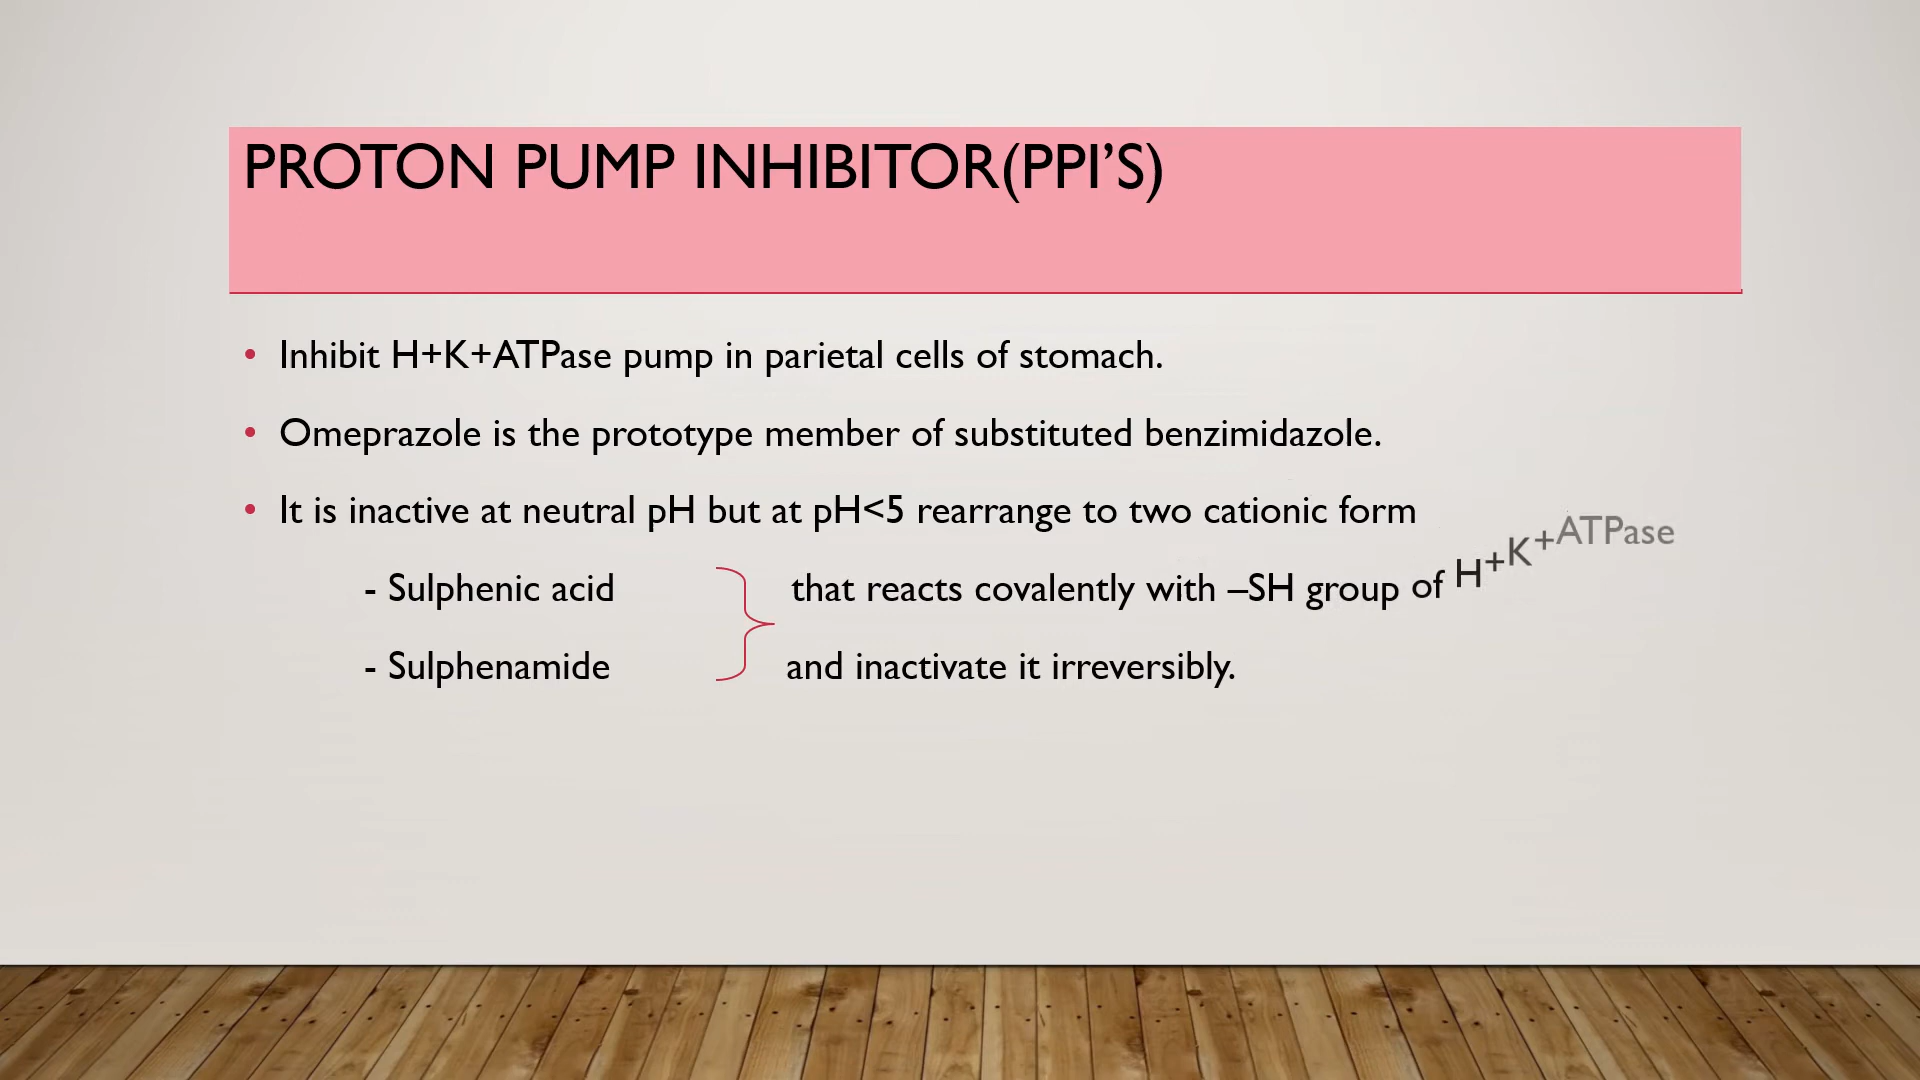 PROTON PUMP INHIBITOR(PPI’S)
• Inhibit H+K+ATPase pump in parietal cells of stomach.
• Omeprazole is the prototype member of substituted benzimidazole.
• It is inactive at neutral pH but at pH<5 rearrange to two cationic form
- Sulphenic acid that reacts covalently with –SH group of H+K+ATPase
- Sulphenamide and inactivate it irreversibly.